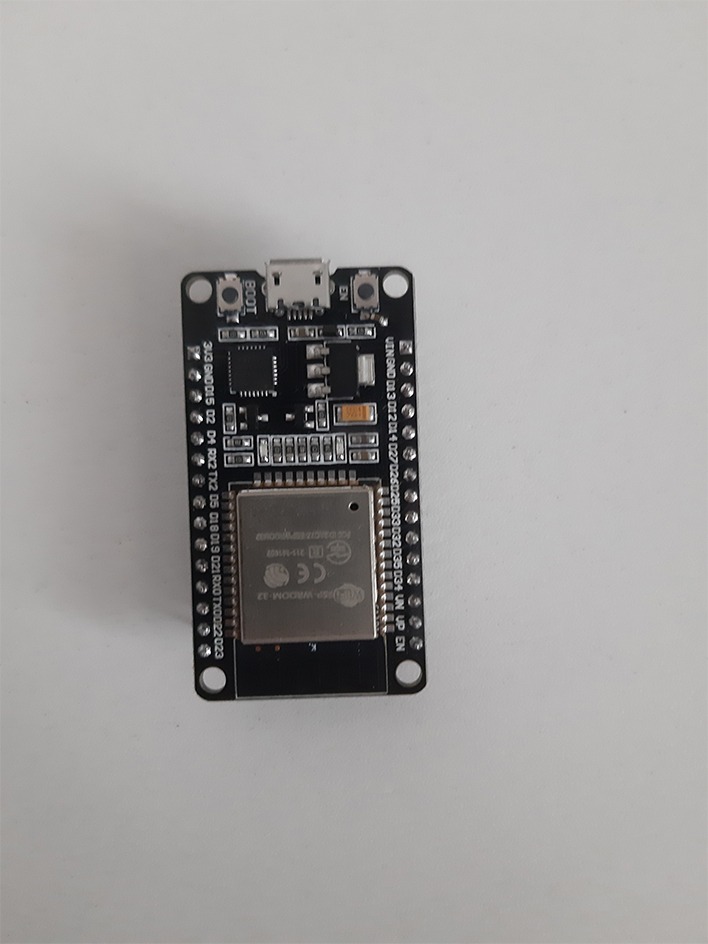 BOOT
EN
3V3 GND D15 D2 D4 RX2 TX2 D5 D18 D19 D21 RX0 TX0 D22 D23
VIN GND D13 D12 D14 D27 D26 D25 D33 D32 D35 D34 VN VP EN
ESP-WROOM-32
CE